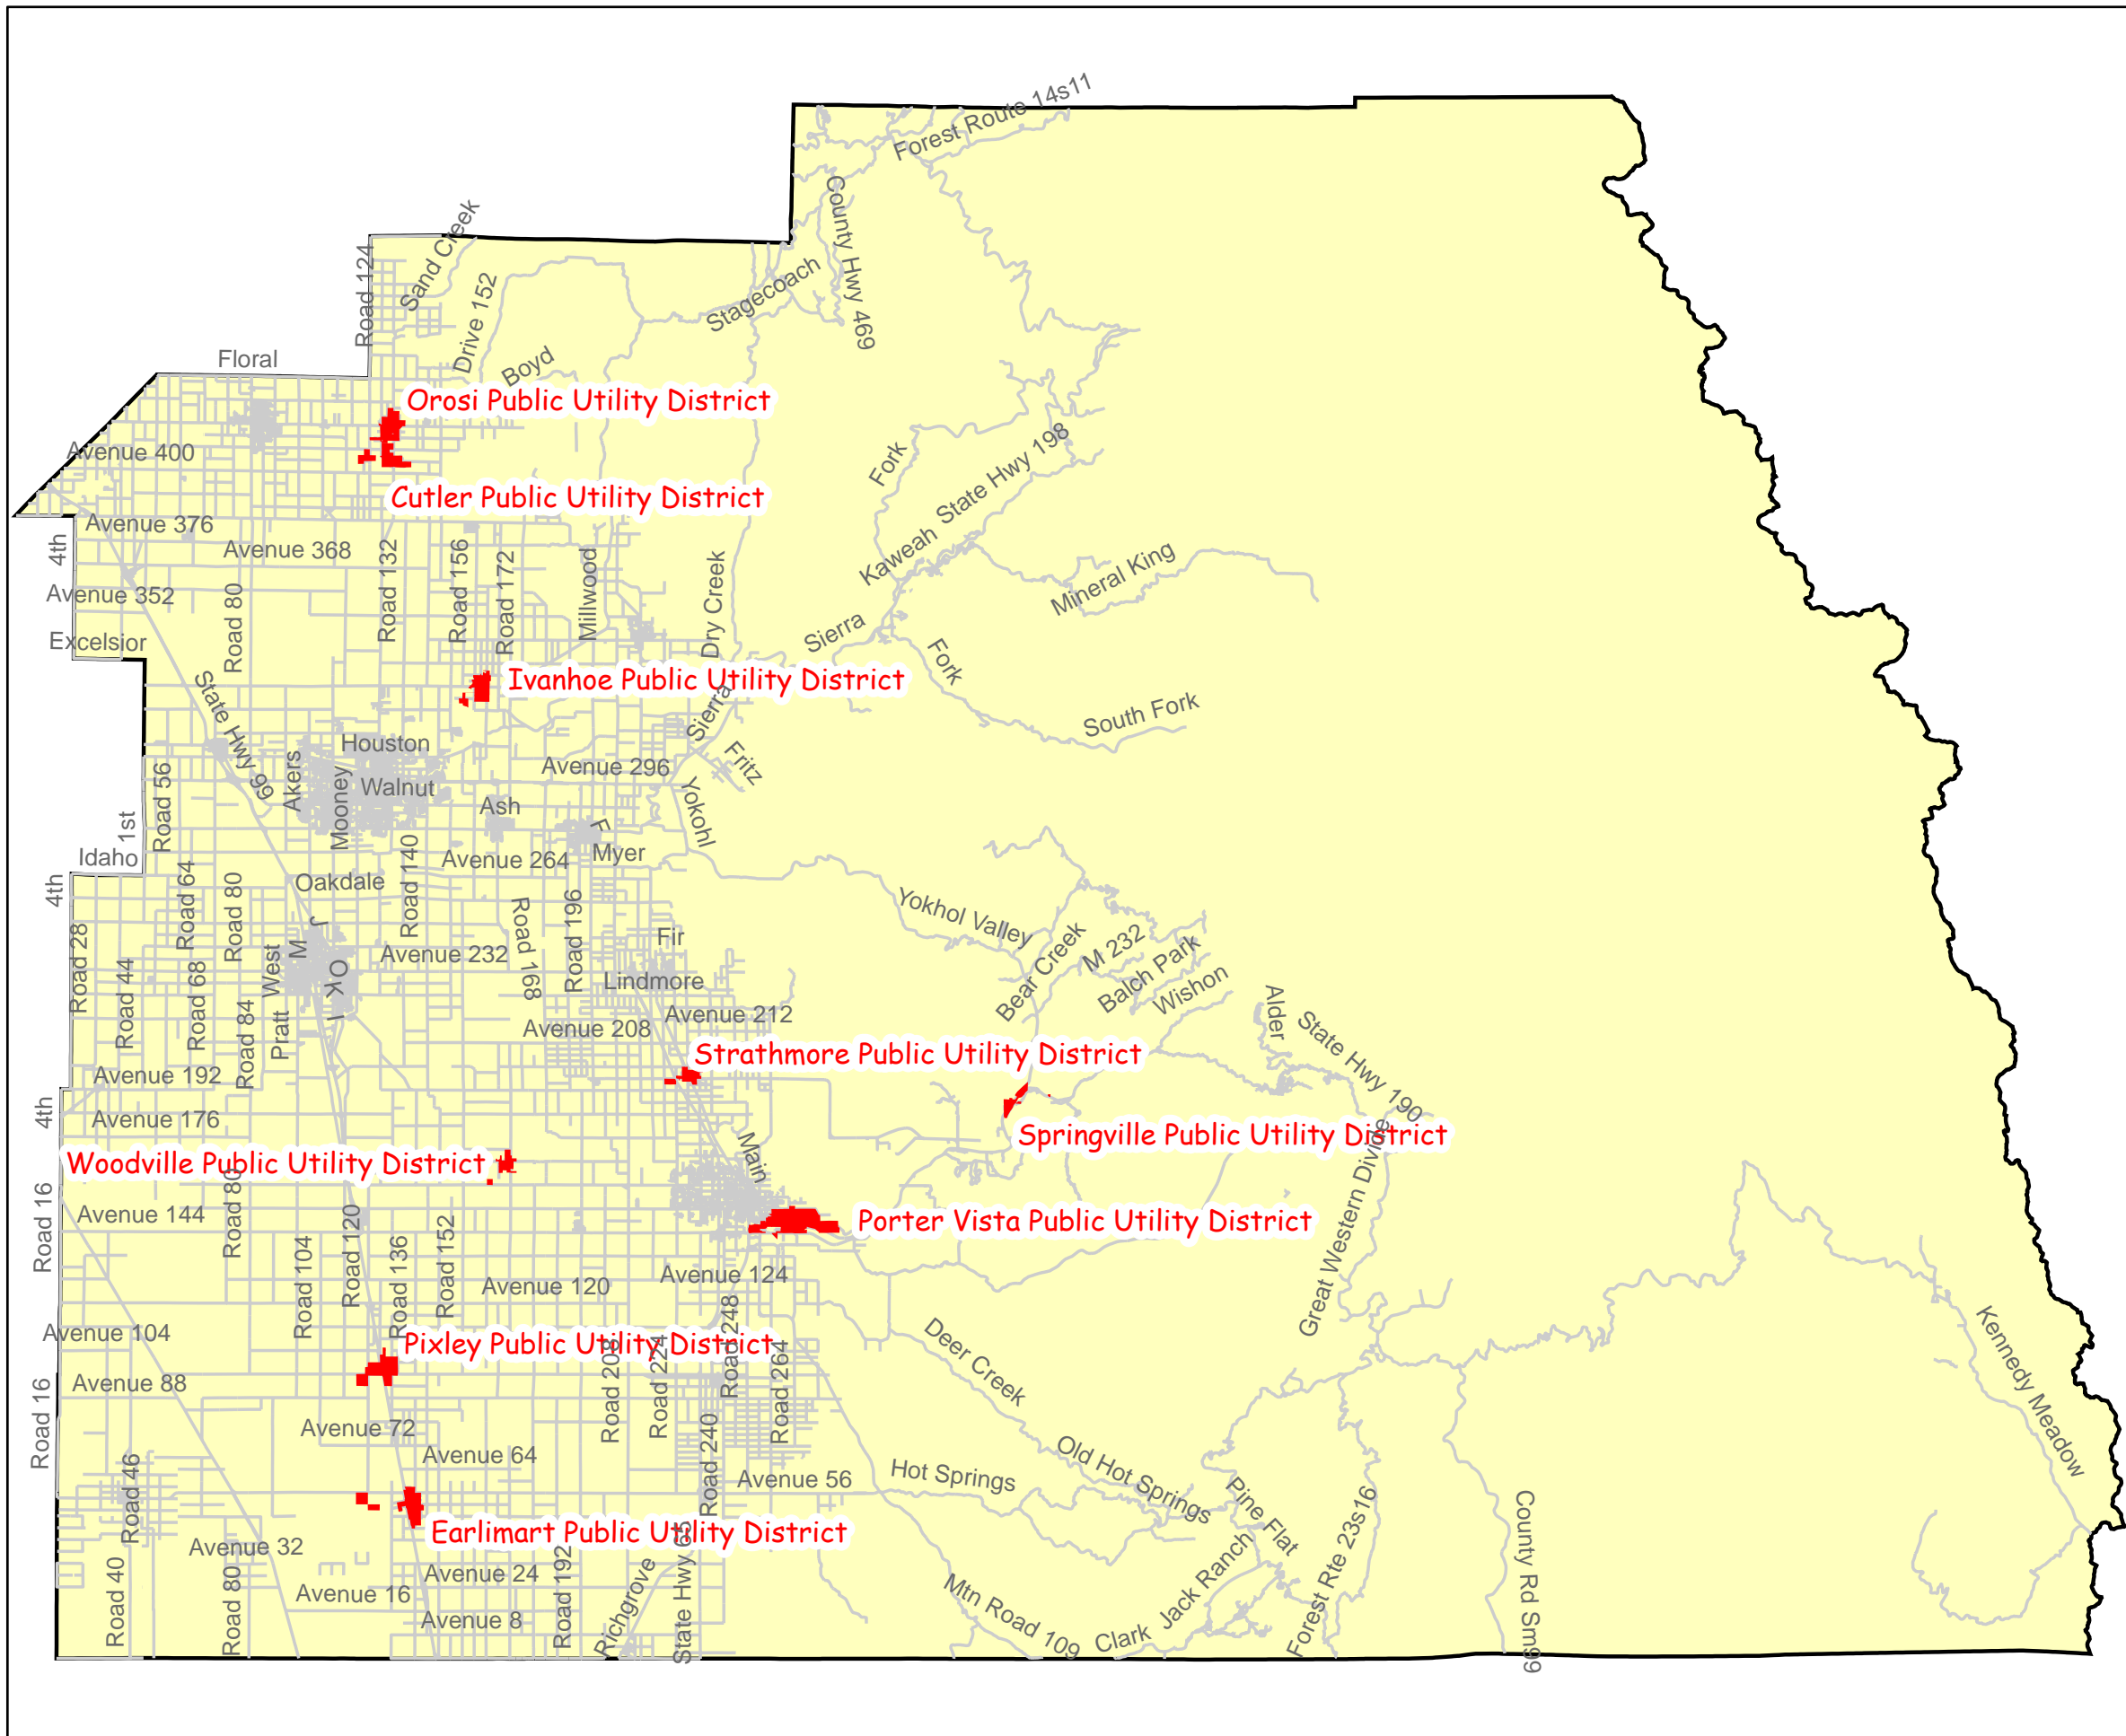 Forest Route 14s11
County Hwy 469
Sand Creek
Road 124
Stagecoach
Drive 152
Floral
Boyd
Orosi Public Utility District
Avenue 400
Fork
State Hwy 198
Cutler Public Utility District
Avenue 376
4th
Avenue 368
Road 132
Road 156
Road 172
Millwood
Dry Creek
Kaweah
Mineral King
Avenue 352
Road 80
Excelsior
Sierra
Fork
Ivanhoe Public Utility District
State Hwy 99
Sierra
South Fork
Houston
Fritz
Avenue 296
Akers
Mooney
Walnut
Road 56
Ash
Yokohl
1st
F
Myer
Idaho
Avenue 264
Road 140
Oakdale
4th
Road 64
Road 80
Road 196
Road 168
Yokhol Valley
J
M
Fir
Road 28
Avenue 232
West
OK
Bear Creek
M 232
Balch Park
Wishon
Lindmore
Road 44
Road 68
Road 84
Pratt
I
Avenue 212
Avenue 208
Alder
State Hwy 190
Strathmore Public Utility District
Avenue 192
4th
Avenue 176
Springville Public Utility District
Main
Woodville Public Utility District
Road 16
Road 80
Avenue 144
Porter Vista Public Utility District
Great Western Divide
Road 104
Road 120
Road 136
Road 152
Avenue 120
Avenue 124
Avenue 104
Pixley Public Utility District
Road 208
Road 224
Road 248
Road 264
Deer Creek
Kennedy Meadow
Avenue 88
Road 16
Avenue 72
Avenue 64
Road 240
Avenue 56
Hot Springs
Old Hot Springs
Pine Flat
Road 46
Earlimart Public Utility District
Avenue 32
Forest Rte 23s16
County Rd Sm99
Road 40
Road 80
Avenue 16
Avenue 24
Avenue 8
Road 192
Richgrove
State Hwy 65
Mtn Road 109
Clark
Jack Ranch